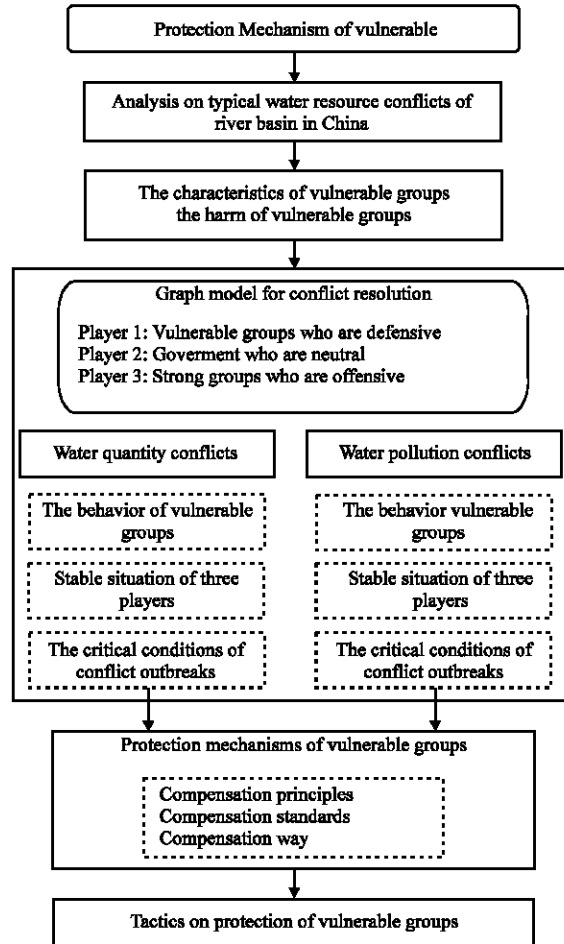 Protection Mechanism of vulnerable
Analysis on typical water resource conflicts of
river basin in China
The characteristics of vulnerable groups
the harm of vulnerable groups
Graph model for conflict resolution
Player 1: Vulnerable groups who are defensive
Player 2: Goverment who are neutral
Player 3: Strong groups who are offensive
Water quantity conflicts
The behavior of vulnerable
groups
Stable situation of three
players
The critical conditions of
conflict outbreaks
Water pollution conflicts
The behavior vulnerable
groups
Stable situation of three
players
The critical conditions of
conflict outbreaks
Protection mechanisms of vulnerable groups
Compensation principles
Compensation standards
Compensation way
Tactics on protection of vulnerable groups